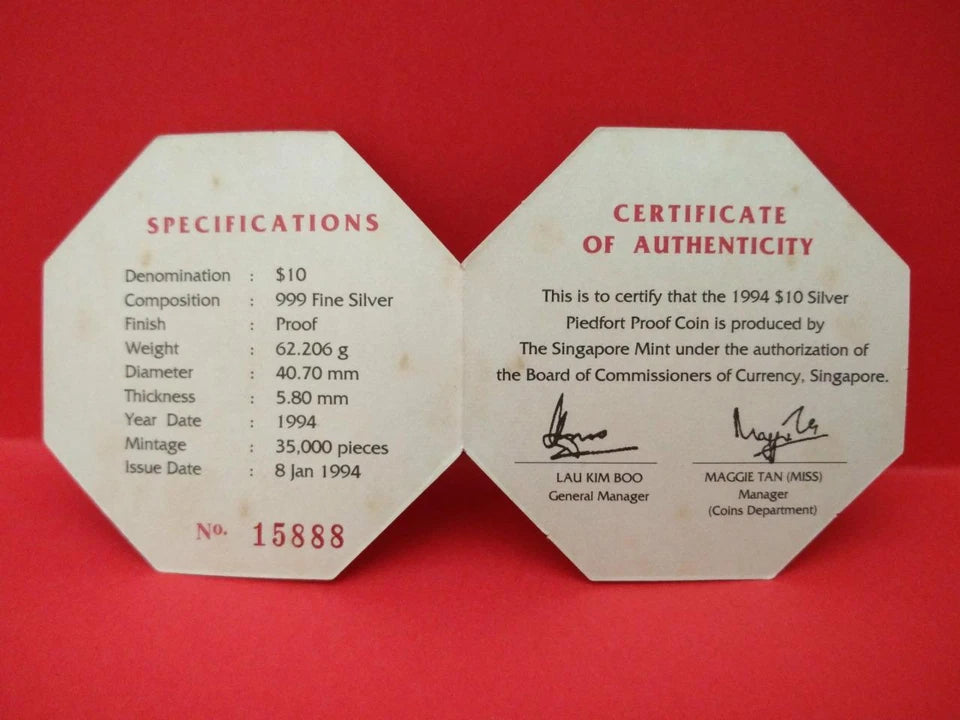 SPECIFICATIONS
Denomination : $10
Composition : 999 Fine Silver
Finish : Proof
Weight : 62.206 g
Diameter : 40.70 mm
Thickness : 5.80 mm
Year Date : 1994
Mintage : 35,000 pieces
Issue Date : 8 Jan 1994
No. 15888
CERTIFICATE
OF AUTHENTICITY
This is to certify that the 1994 $10 Silver
Piedfort Proof Coin is produced by
The Singapore Mint under the authorization of
the Board of Commissioners of Currency, Singapore.
LAU KIM BOO
General Manager
MAGGIE TAN (MISS)
Manager
(Coins Department)